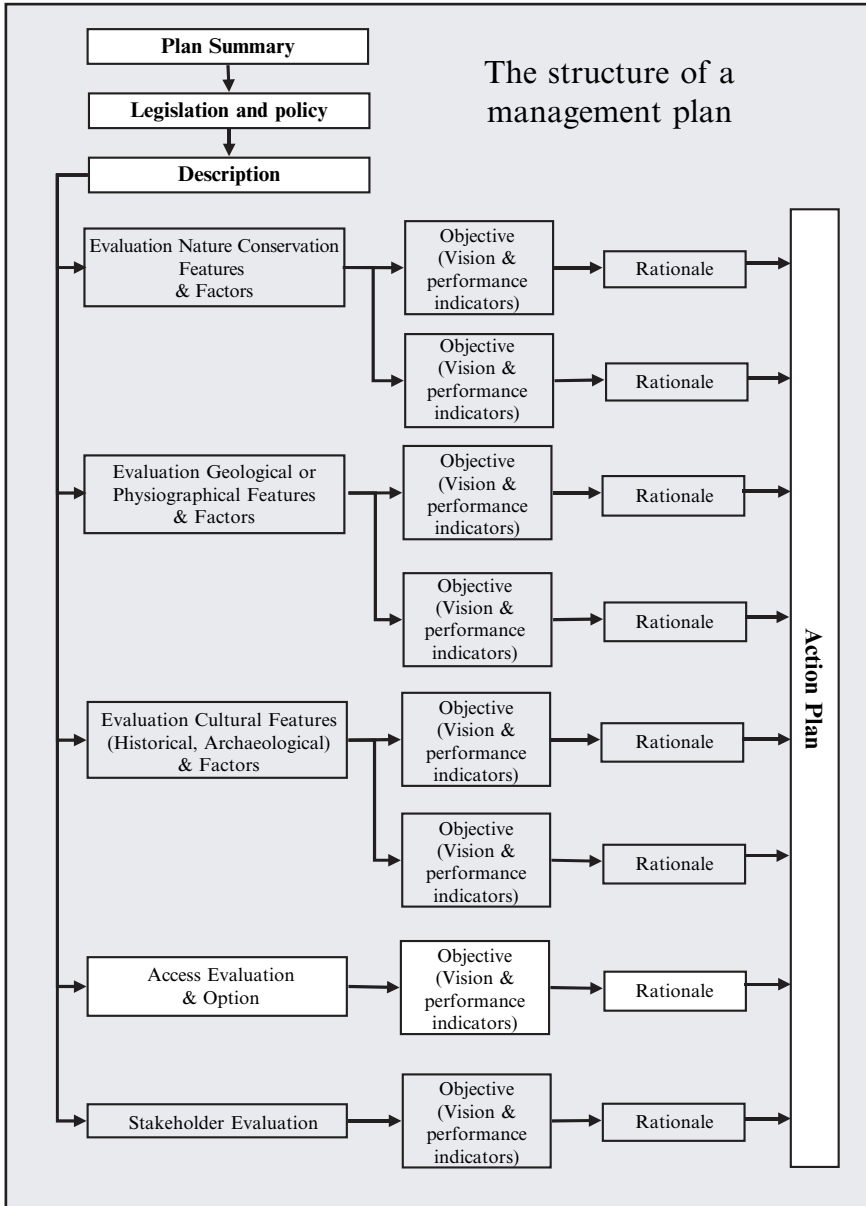 The structure of a
management plan
Plan Summary
Legislation and policy
Description
Evaluation Nature Conservation
Features
& Factors
Objective
(Vision &
performance
indicators)
Rationale
Objective
(Vision &
performance
indicators)
Rationale
Evaluation Geological or
Physiographical Features
& Factors
Objective
(Vision &
performance
indicators)
Rationale
Objective
(Vision &
performance
indicators)
Rationale
Evaluation Cultural Features
(Historical, Archaeological)
& Factors
Objective
(Vision &
performance
indicators)
Rationale
Objective
(Vision &
performance
indicators)
Rationale
Access Evaluation
& Option
Objective
(Vision &
performance
indicators)
Rationale
Stakeholder Evaluation
Objective
(Vision &
performance
indicators)
Rationale
Action Plan